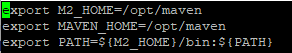 export M2_HOME=/opt/maven
export MAVEN_HOME=/opt/maven
export PATH=${M2_HOME}/bin:${PATH}